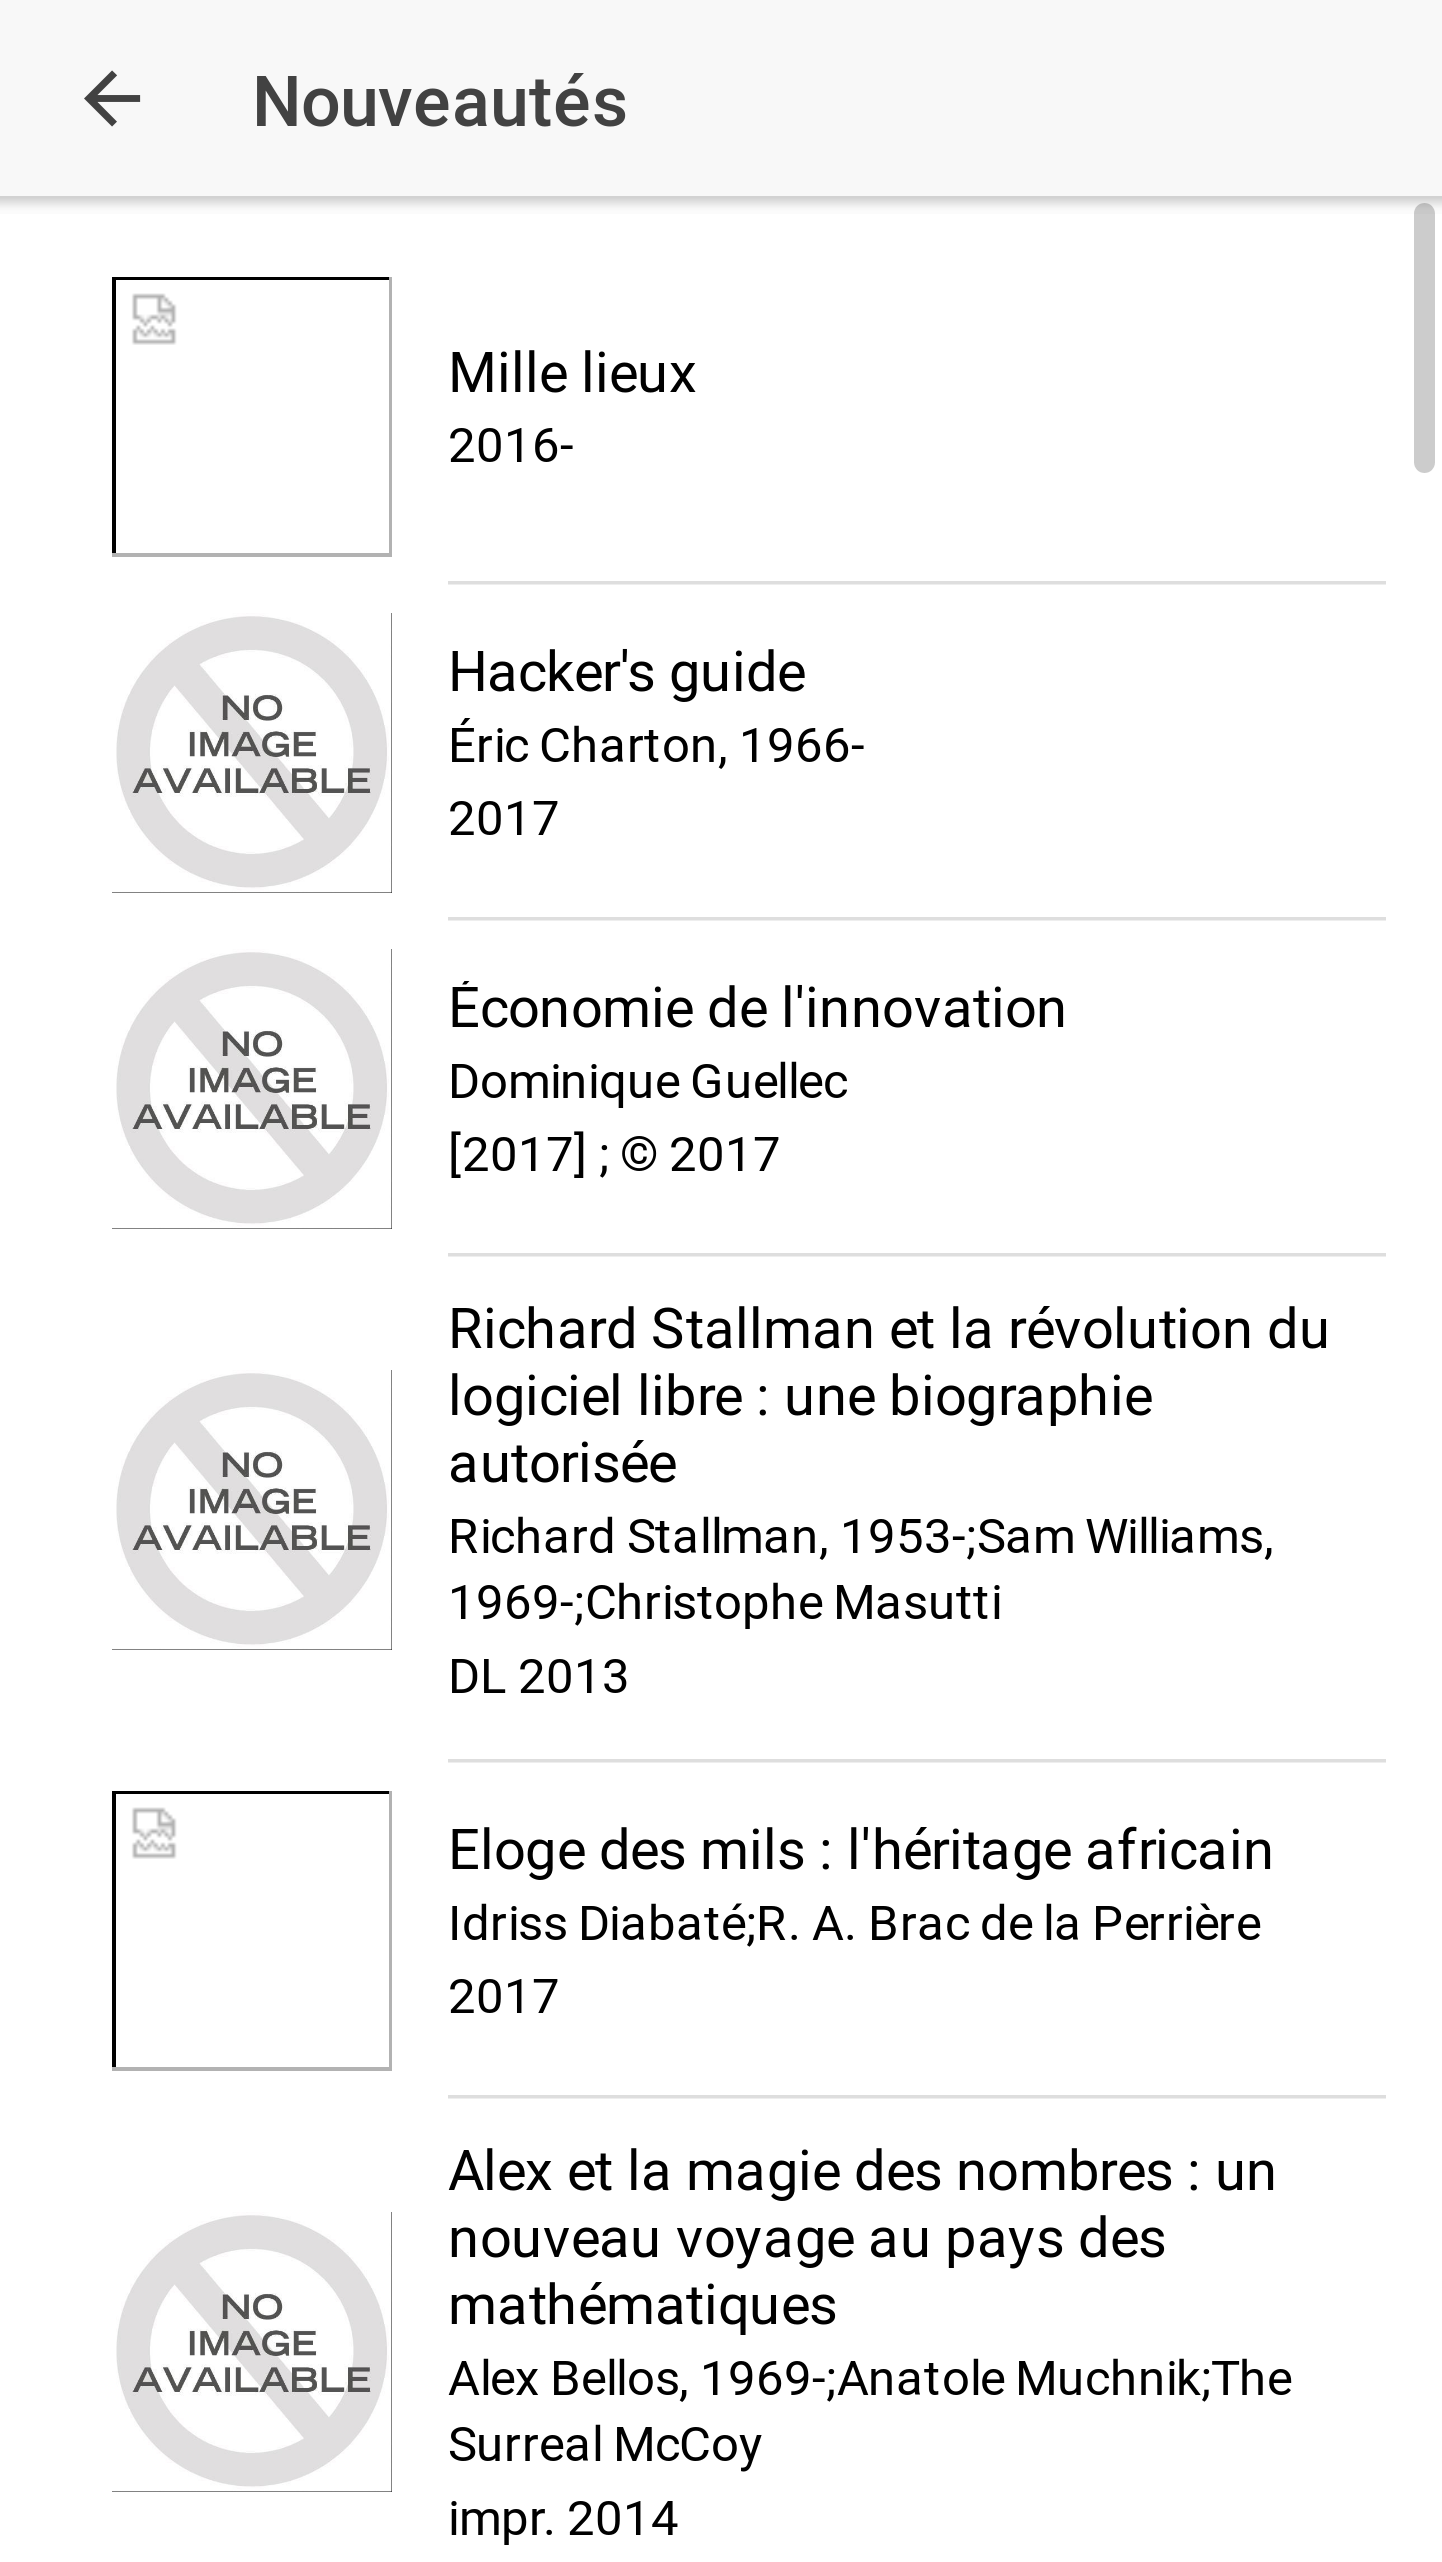 Nouveautés
Mille lieux
2016-
NO
IMAGE
AVAILABLE
Hacker's guide
Éric Charton, 1966-
2017
NO
IMAGE
AVAILABLE
Économie de l'innovation
Dominique Guellec
[2017] ; © 2017
NO
IMAGE
AVAILABLE
Richard Stallman et la révolution du
logiciel libre : une biographie
autorisée
Richard Stallman, 1953-;Sam Williams,
1969-;Christophe Masutti
DL 2013
Eloge des mils : l'héritage africain
Idriss Diabaté;R. A. Brac de la Perrière
2017
NO
IMAGE
AVAILABLE
Alex et la magie des nombres : un
nouveau voyage au pays des
mathématiques
Alex Bellos, 1969-;Anatole Muchnik;The
Surreal McCoy
impr. 2014